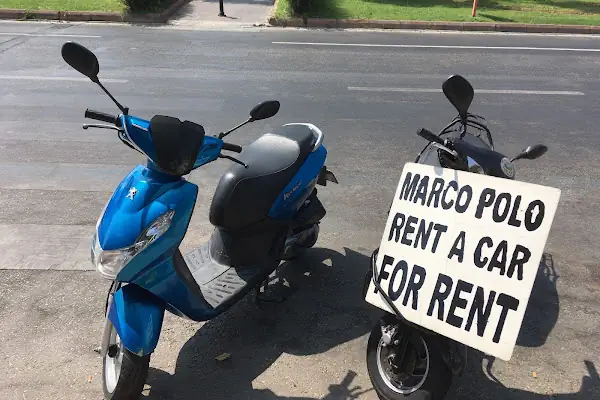 MARCO POLO
RENT A CAR
FOR RENT